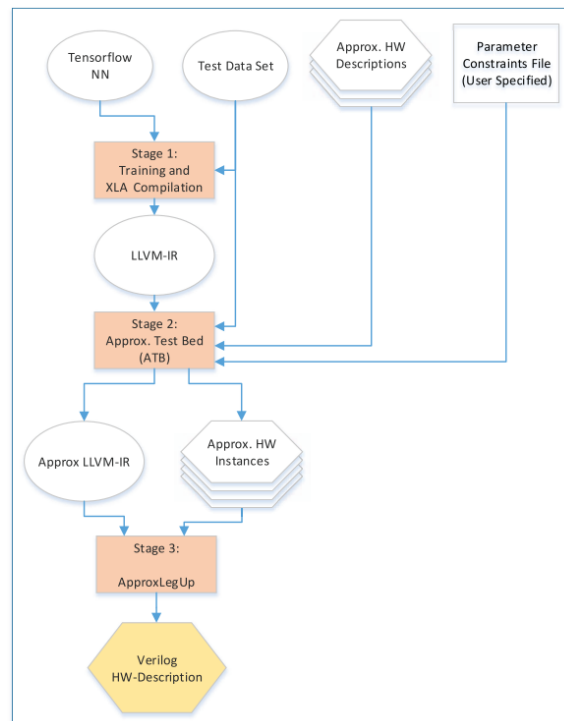 Tensorflow
NN
Test Data Set
Approx. HW
Descriptions
Parameter
Constraints File
(User Specified)
Stage 1:
Training and
XLA Compilation
LLVM-IR
Stage 2:
Approx. Test Bed
(ATB)
Approx LLVM-IR
Approx. HW
Instances
Stage 3:
ApproxLegUp
Verilog
HW-Description